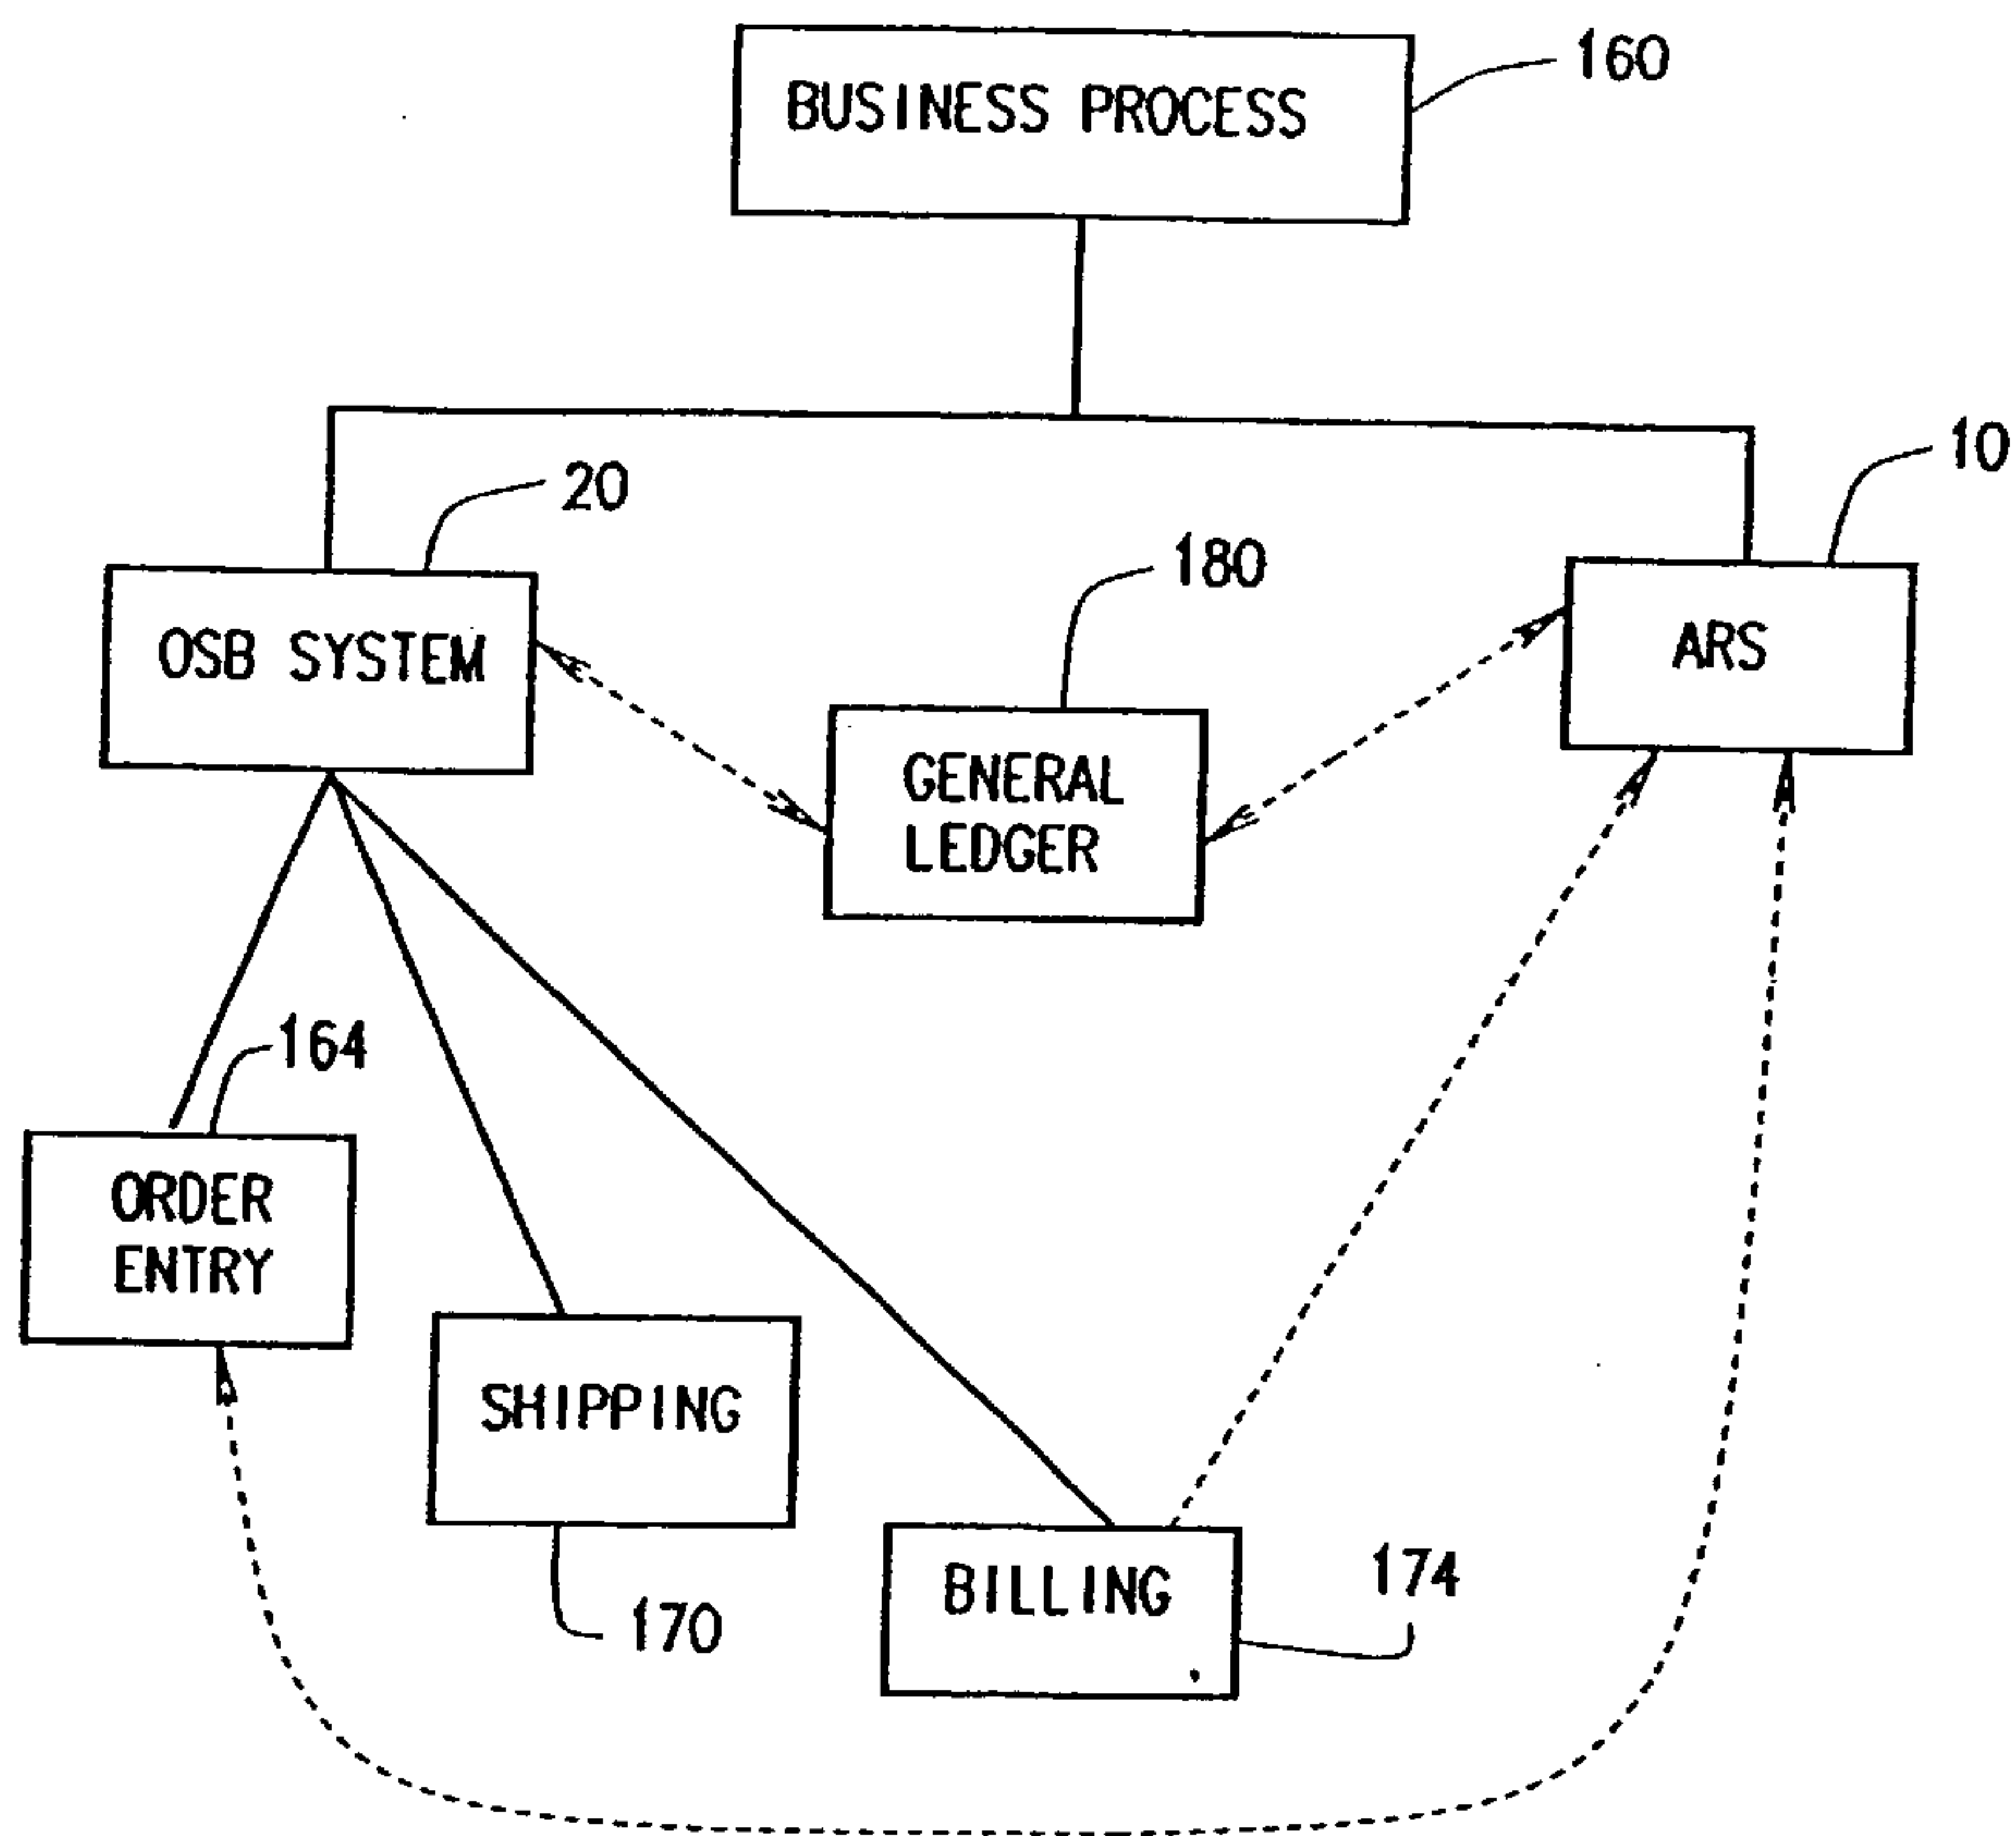 BUSINESS PROCESS
160
20
10
OSB SYSTEM
180
ARS
GENERAL
LEDGER
164
ORDER
ENTRY
SHIPPING
170
BILLING
174